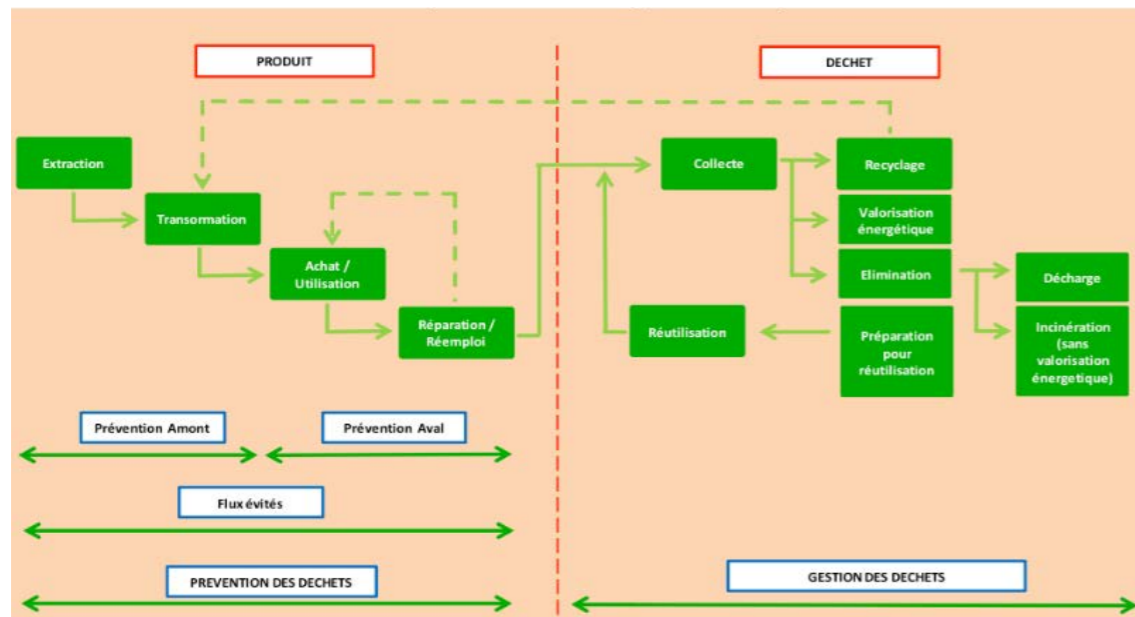 PRODUIT
DECHET
Extraction
Transormation
Achat /
Utilisation
Réparation /
Réemploi
Collecte
Recyclage
Valorisation
énergétique
Elimination
Décharge
Réutilisation
Préparation
pour
réutilisation
Incinération
(sans
valorisation
énergetique)
Prévention Amont
Prévention Aval
Flux évités
PREVENTION DES DECHETS
GESTION DES DECHETS